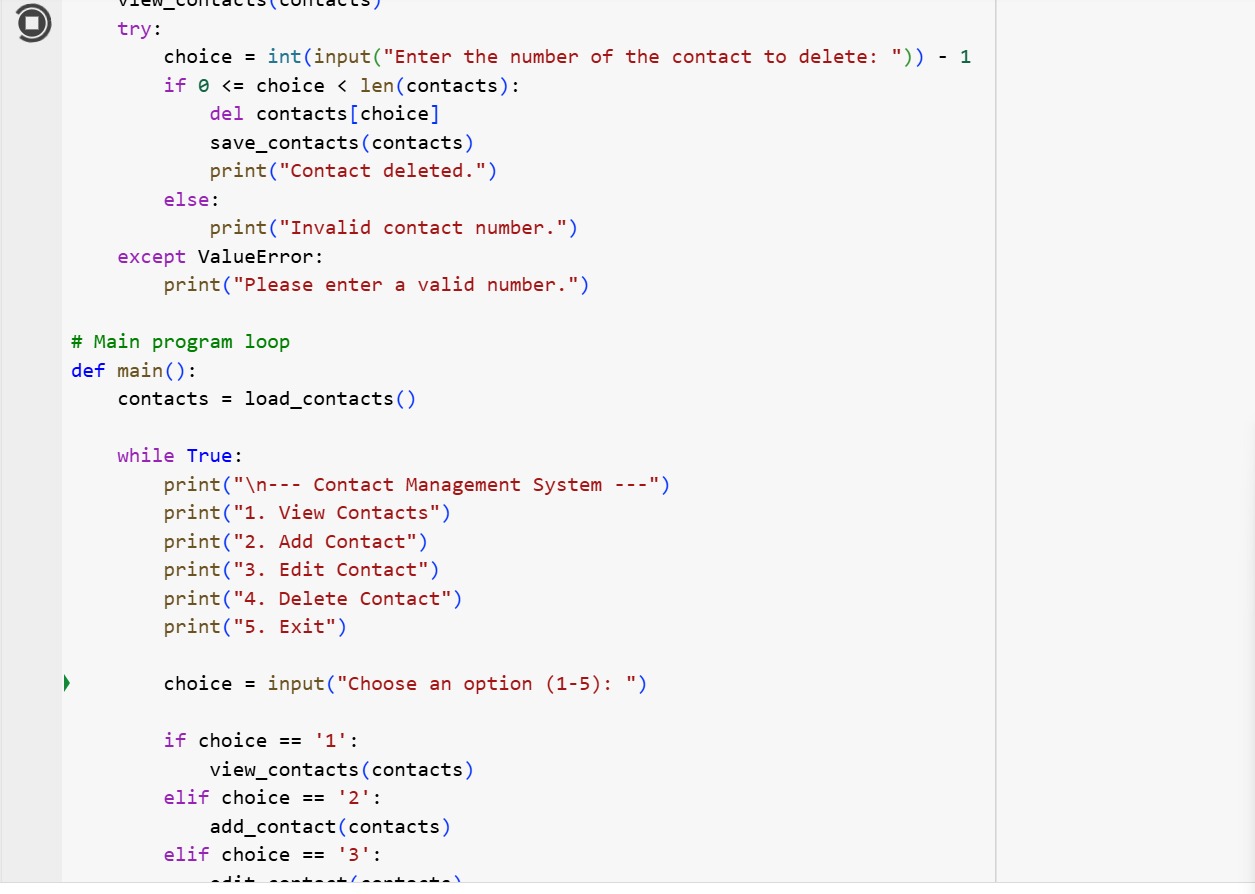 view_contacts(contacts)
    try:
        choice = int(input("Enter the number of the contact to delete: ")) - 1
        if 0 <= choice < len(contacts):
            del contacts[choice]
            save_contacts(contacts)
            print("Contact deleted.")
        else:
            print("Invalid contact number.")
    except ValueError:
        print("Please enter a valid number.")
# Main program loop
def main():
    contacts = load_contacts()
    while True:
        print("\n--- Contact Management System ---")
        print("1. View Contacts")
        print("2. Add Contact")
        print("3. Edit Contact")
        print("4. Delete Contact")
        print("5. Exit")
        choice = input("Choose an option (1-5): ")
        if choice == '1':
            view_contacts(contacts)
        elif choice == '2':
            add_contact(contacts)
        elif choice == '3':
            edit_contact(contacts)